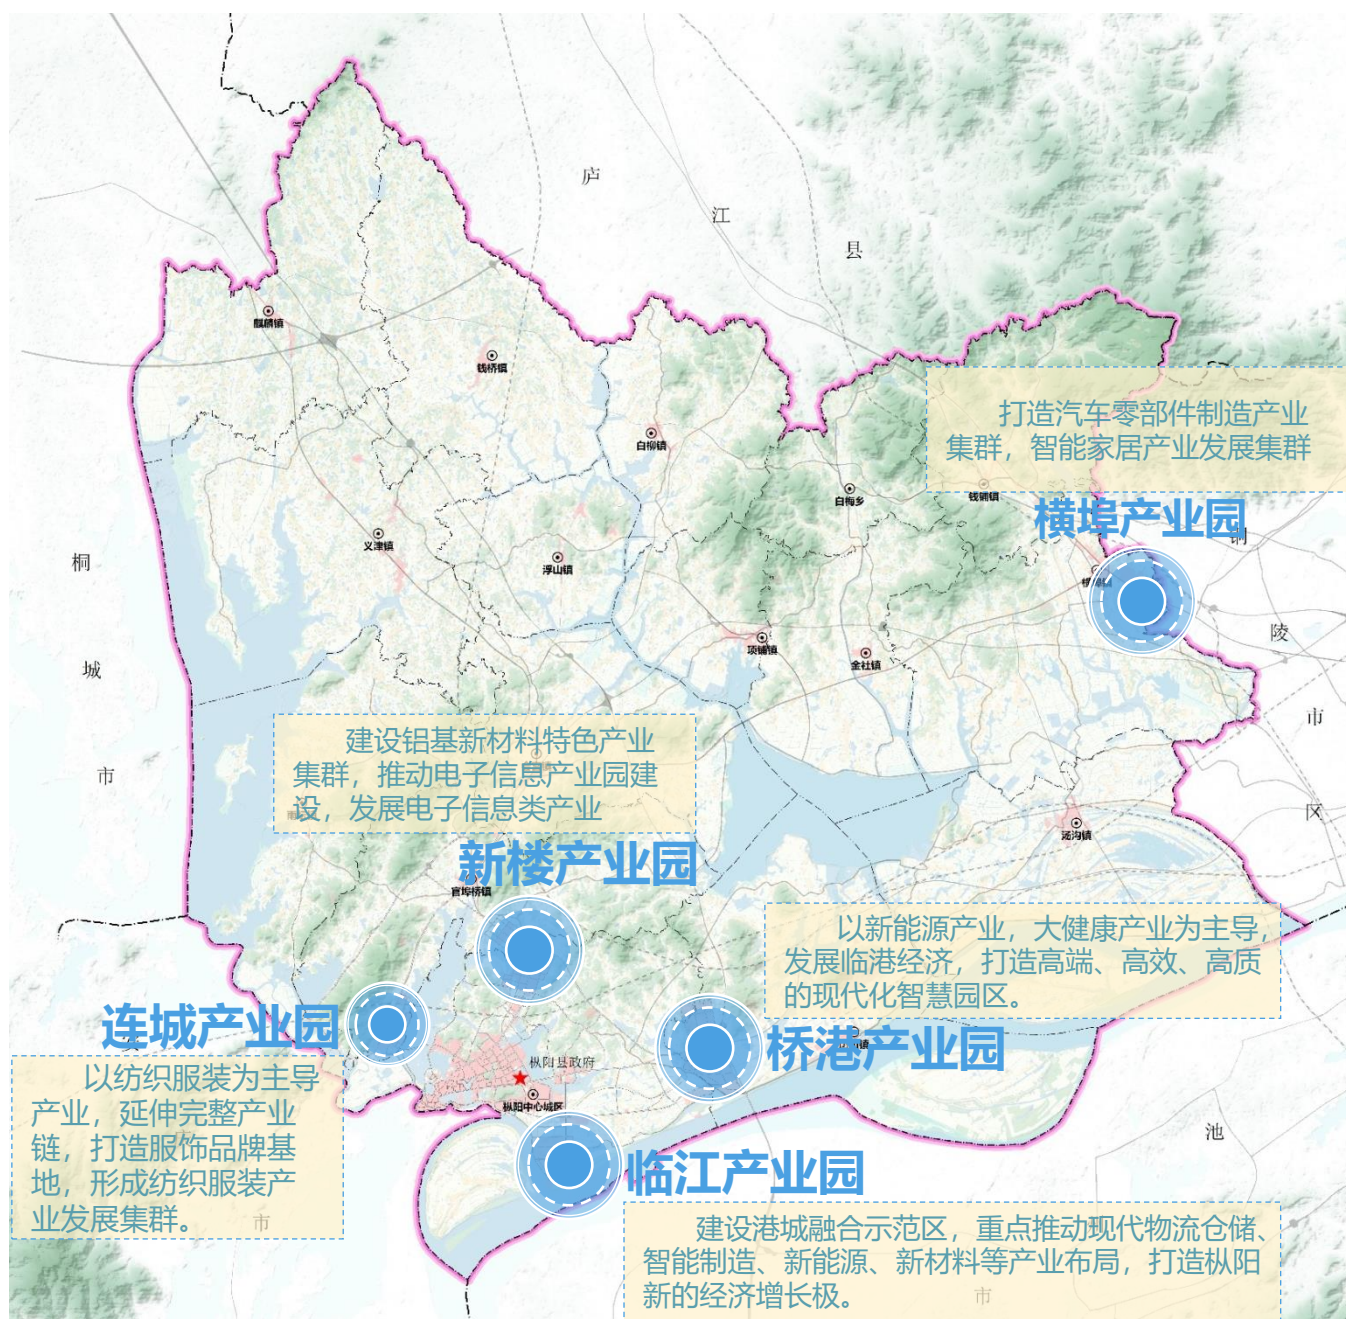 庐
江
县
麒麟镇
钱桥镇
白柳镇
打造汽车零部件制造产业
集群，智能家居产业发展集群
白梅乡
钱铺镇
横埠产业园
义津镇
浮山镇
桐
城
市
陵
市
区
项铺镇
金社镇
建设铝基新材料特色产业
集群，推动电子信息产业园建
设，发展电子信息类产业
汤沟镇
新楼产业园
官埠桥镇
以新能源产业，大健康产业为主导，
发展临港经济，打造高端、高效、高质
的现代化智慧园区。
连城产业园
桥港产业园
枞阳县政府
枞阳中心城区
以纺织服装为主导
产业，延伸完整产业
链，打造服饰品牌基
地，形成纺织服装产
业发展集群。
市
池
临江产业园
建设港城融合示范区，重点推动现代物流仓储、
智能制造、新能源、新材料等产业布局，打造枞阳
新的经济增长极。
市